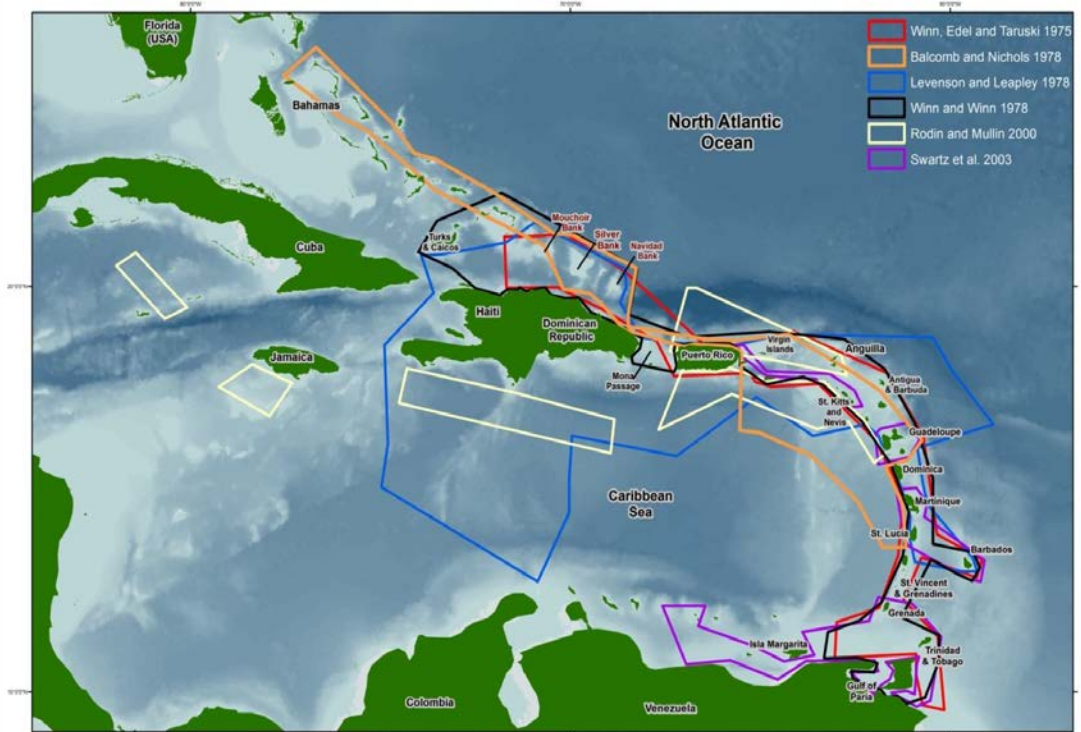 Florida
(USA)
Winn, Edel and Taruski 1975
Balcomb and Nichols 1978
Levenson and Leapley 1978
Winn and Winn 1978
Rodin and Mullin 2000
Swartz et al. 2003
Bahamas
North Atlantic
Ocean
Mouchoir
Bank
Silver
Bank
Navidad
Bank
Turks
& Caicos
Cuba
Haiti
Dominican
Republic
Jamaica
Mona
Passage
Puerto Rico
Virgin
Islands
Anguilla
Antigua
& Barbuda
St. Kitts
and
Nevis
Guadeloupe
Dominica
Martinique
Caribbean
Sea
St. Lucia
Barbados
St. Vincent
& Grenadines
Grenada
Isla Margarita
Trinidad
& Tobago
Gulf of
Paria
Colombia
Venezuela